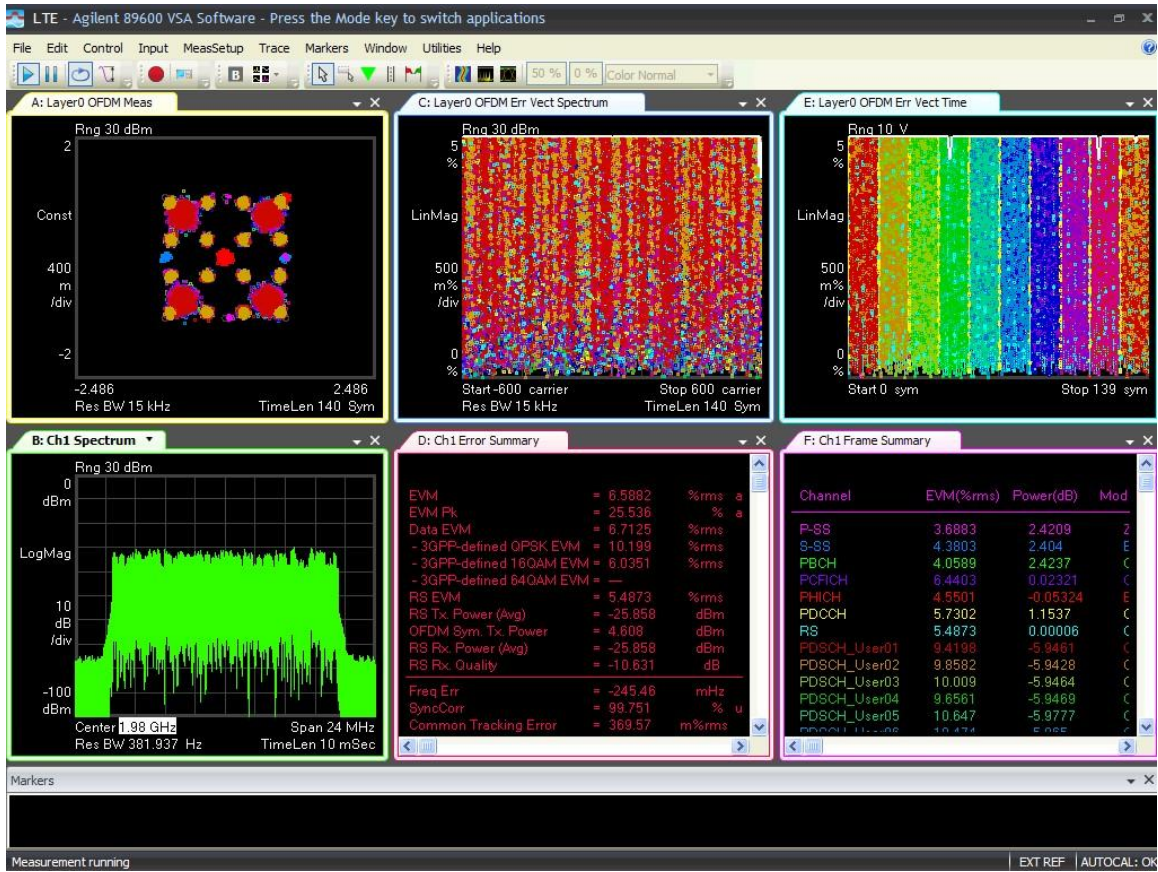 LTE - Agilent 89600 VSA Software - Press the Mode key to switch applications
File Edit Control Input MeasSetup Trace Markers Window Utilities Help
B 50 % 0 % Color Normal
A: Layer0 OFDM Meas
Rng 30 dBm
2
Const
400
m
/div
-2
-2.486 2.486
Res BW 15 kHz TimeLen 140 Sym
C: Layer0 OFDM Err Vect Spectrum
Rng 30 dBm
5
%
LinMag
500
m%
/div
0
%
Start -600 carrier Stop 600 carrier
Res BW 15 kHz TimeLen 140 Sym
E: Layer0 OFDM Err Vect Time
Rng 10 V
5
%
LinMag
500
m%
/div
0
%
Start 0 sym Stop 139 sym
B: Ch1 Spectrum
Rng 30 dBm
0
dBm
LogMag
10
dB
/div
-100
dBm
Center 1.98 GHz Span 24 MHz
Res BW 381.937 Hz TimeLen 10 mSec
D: Ch1 Error Summary
EVM = 6.5882 %rms a
EVM Pk = 25.536 % a
Data EVM = 6.7125 %rms
- 3GPP-defined QPSK EVM = 10.199 %rms
- 3GPP-defined 16QAM EVM = 6.0351 %rms
- 3GPP-defined 64QAM EVM = —
RS EVM = 5.4873 %rms
RS Tx. Power (Avg) = -25.858 dBm
OFDM Sym. Tx. Power = 4.608 dBm
RS Rx. Power (Avg) = -25.858 dBm
RS Rx. Quality = -10.631 dB
Freq Err = -245.46 mHz
SyncCorr = 99.751 % u
Common Tracking Error = 369.57 m%rms
F: Ch1 Frame Summary
Channel EVM(%rms) Power(dB) Mod
P-SS 3.6883 2.4209 Z
S-SS 4.3803 2.404
PBCH 4.0589 2.4237
PCFICH 6.4403 0.02321
PHICH 4.5501 -0.05324
PDCCH 5.7302 1.1537
RS 5.4873 0.00006
PDSCH_User01 9.4198 -5.9461
PDSCH_User02 9.8582 -5.9428
PDSCH_User03 10.009 -5.9464
PDSCH_User04 9.6561 -5.9469
PDSCH_User05 10.647 -5.9777
Markers
Measurement running EXT REF AUTOCAL: OK